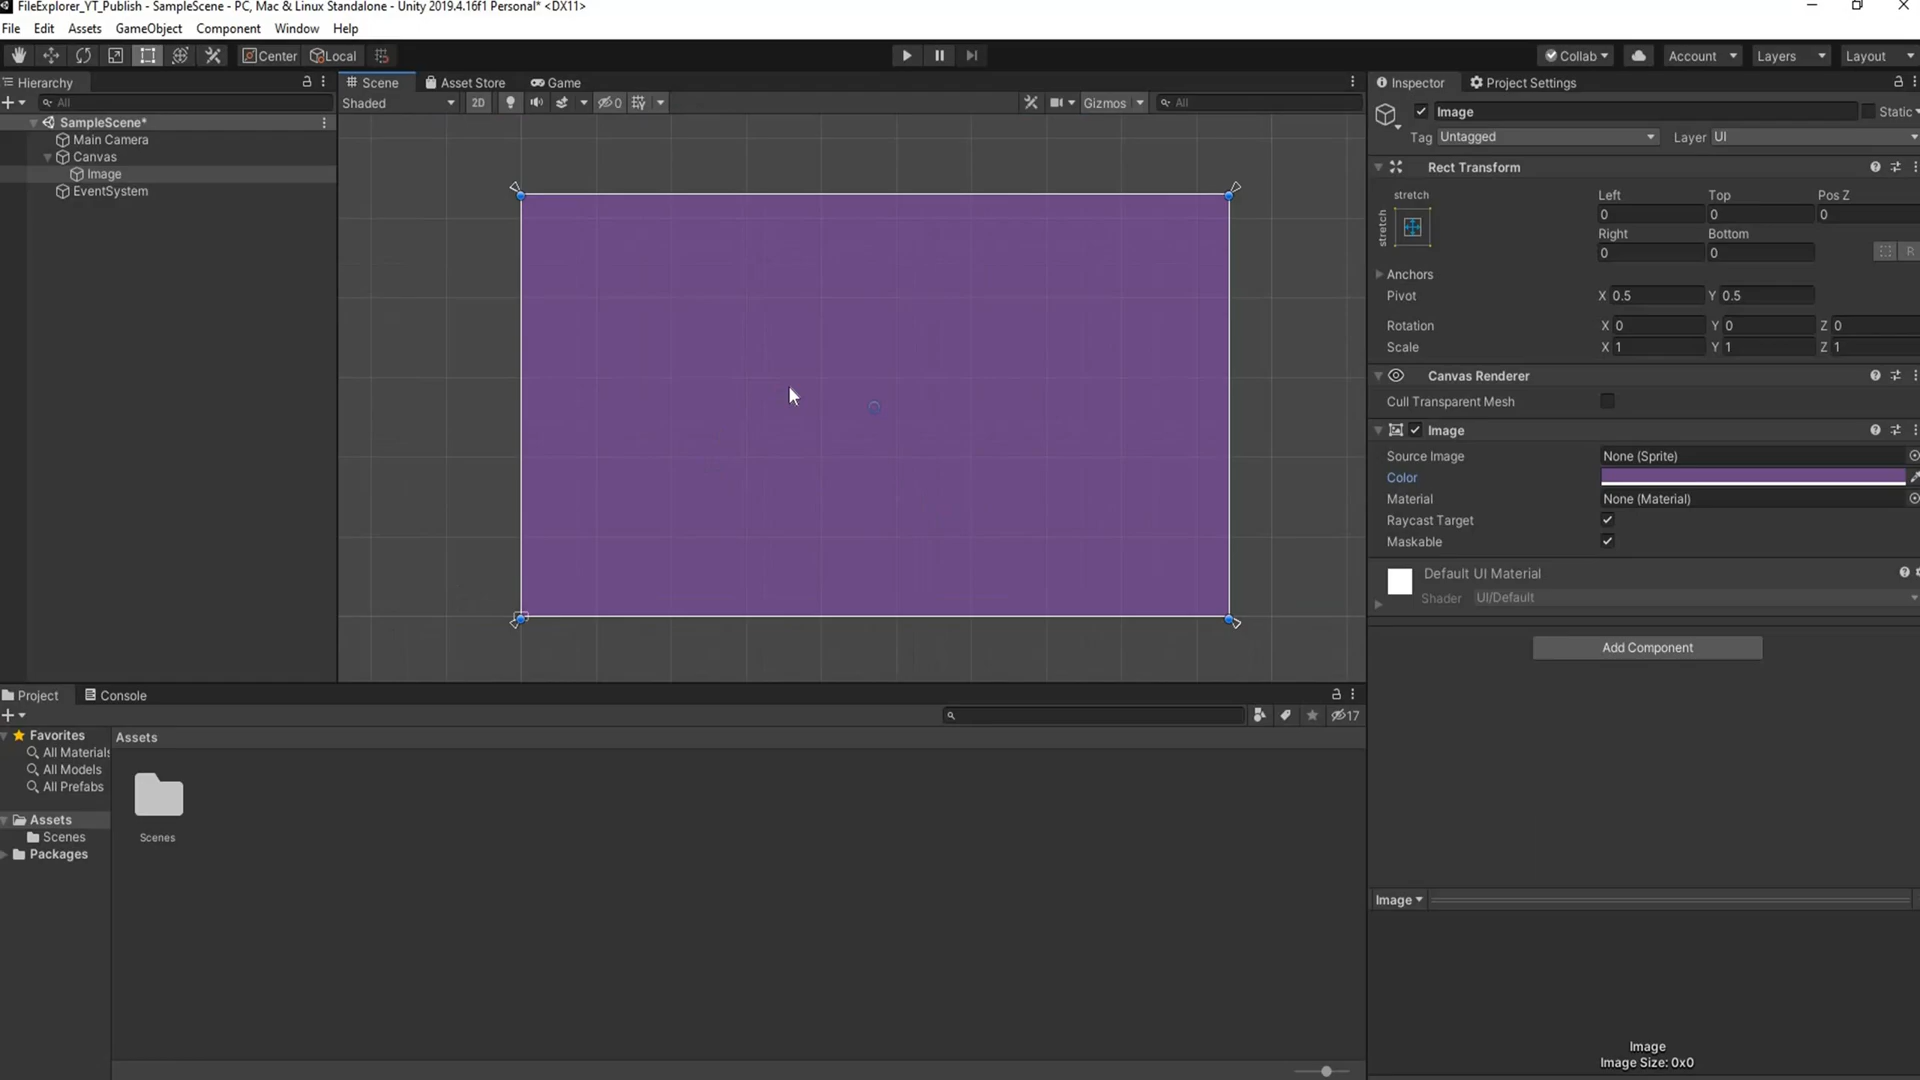 FileExplorer_YT_Publish - SampleScene - PC, Mac & Linux Standalone - Unity 2019.4.16f1 Personal* <DX11>
File Edit Assets GameObject Component Window Help
Center Local Collab Account Layers Layout
Hierarchy
All
SampleScene*
Main Camera
Canvas
Image
EventSystem
Scene Asset Store Game
Shaded 2D 0 Gizmos All
Inspector Project Settings
Image Static
Tag Untagged Layer UI
Rect Transform
stretch Left Top Pos Z
stretch 0 0 0
Right Bottom
0 0 R
Anchors
Pivot X 0.5 Y 0.5
Rotation X 0 Y 0 Z 0
Scale X 1 Y 1 Z 1
Canvas Renderer
Cull Transparent Mesh
Image
Source Image None (Sprite)
Color
Material None (Material)
Raycast Target
Maskable
Default UI Material
Shader UI/Default
Add Component
Project Console
17
Favorites
All Materials
All Models
All Prefabs
Assets
Scenes
Packages
Assets
Scenes
Image
Image
Image Size: 0x0